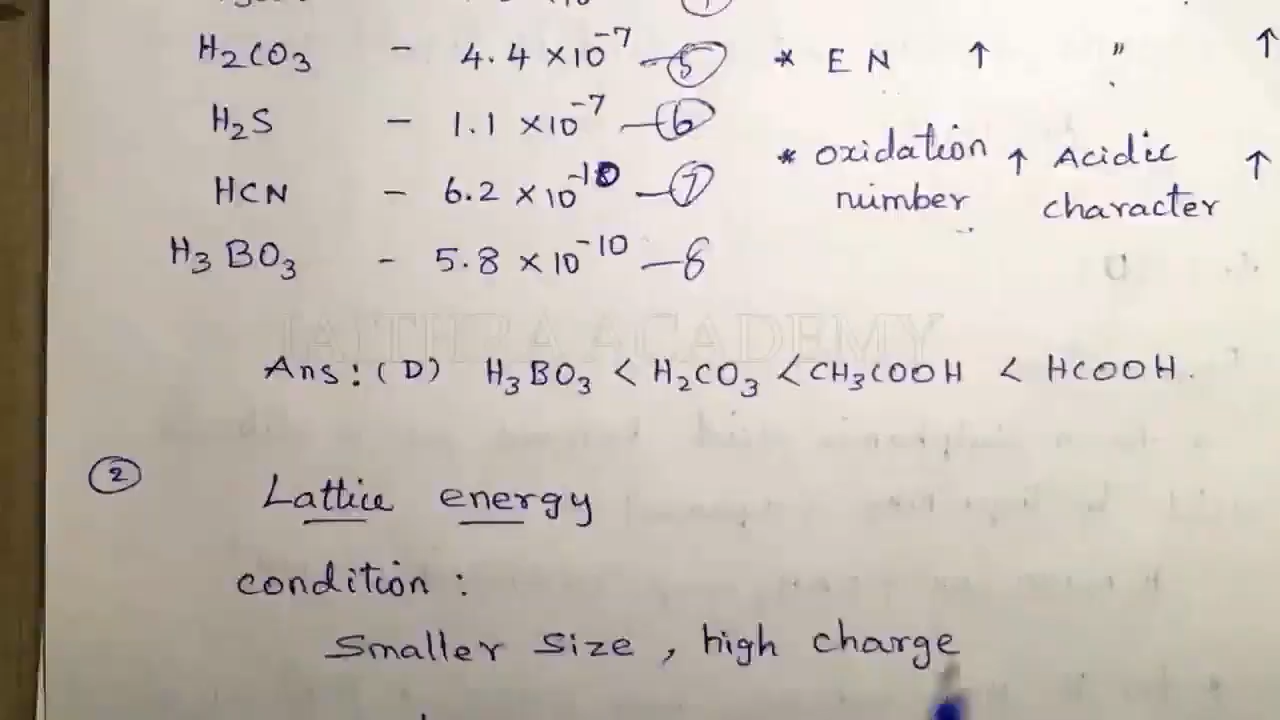 H₂CO₃ - 4.4 ×10⁻⁷ —⑤ * EN ↑ " ↑
H₂S - 1.1 ×10⁻⁷ —⑥
HCN - 6.2 ×10⁻¹⁰ —⑦
* oxidation number ↑ Acidic character ↑
H₃BO₃ - 5.8 ×10⁻¹⁰ —8
JAITHRA ACADEMY
Ans: (D) H₃BO₃ < H₂CO₃ < CH₃COOH < HCOOH.
② Lattice energy
condition :
Smaller size , high charge